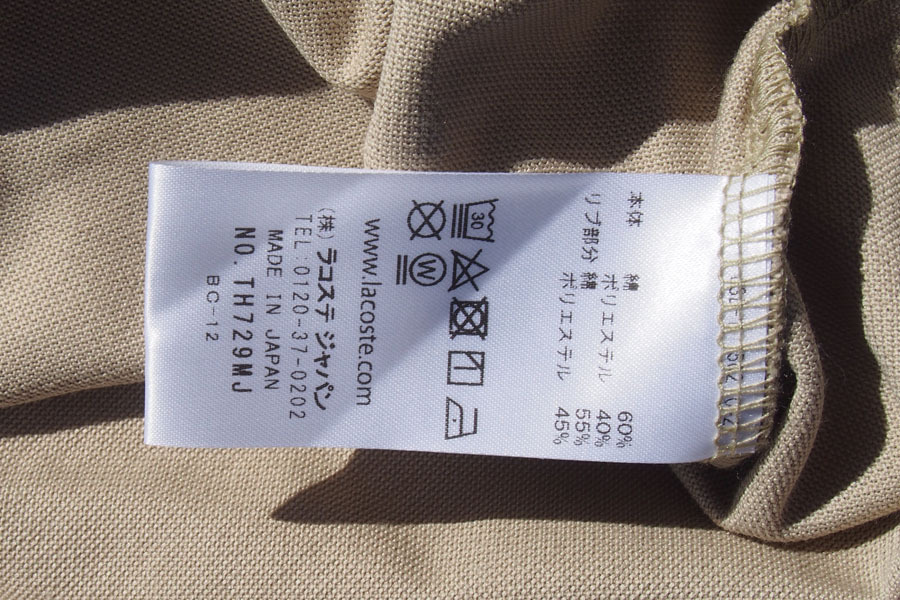 本体 綿 60%
ポリエステル 40%
リブ部分 綿 55%
ポリエステル 45%
30
W
www.lacoste.com
(株) ラコステ ジャパン
TEL:0120-37-0202
MADE IN JAPAN
NO. TH729MJ
BC-12